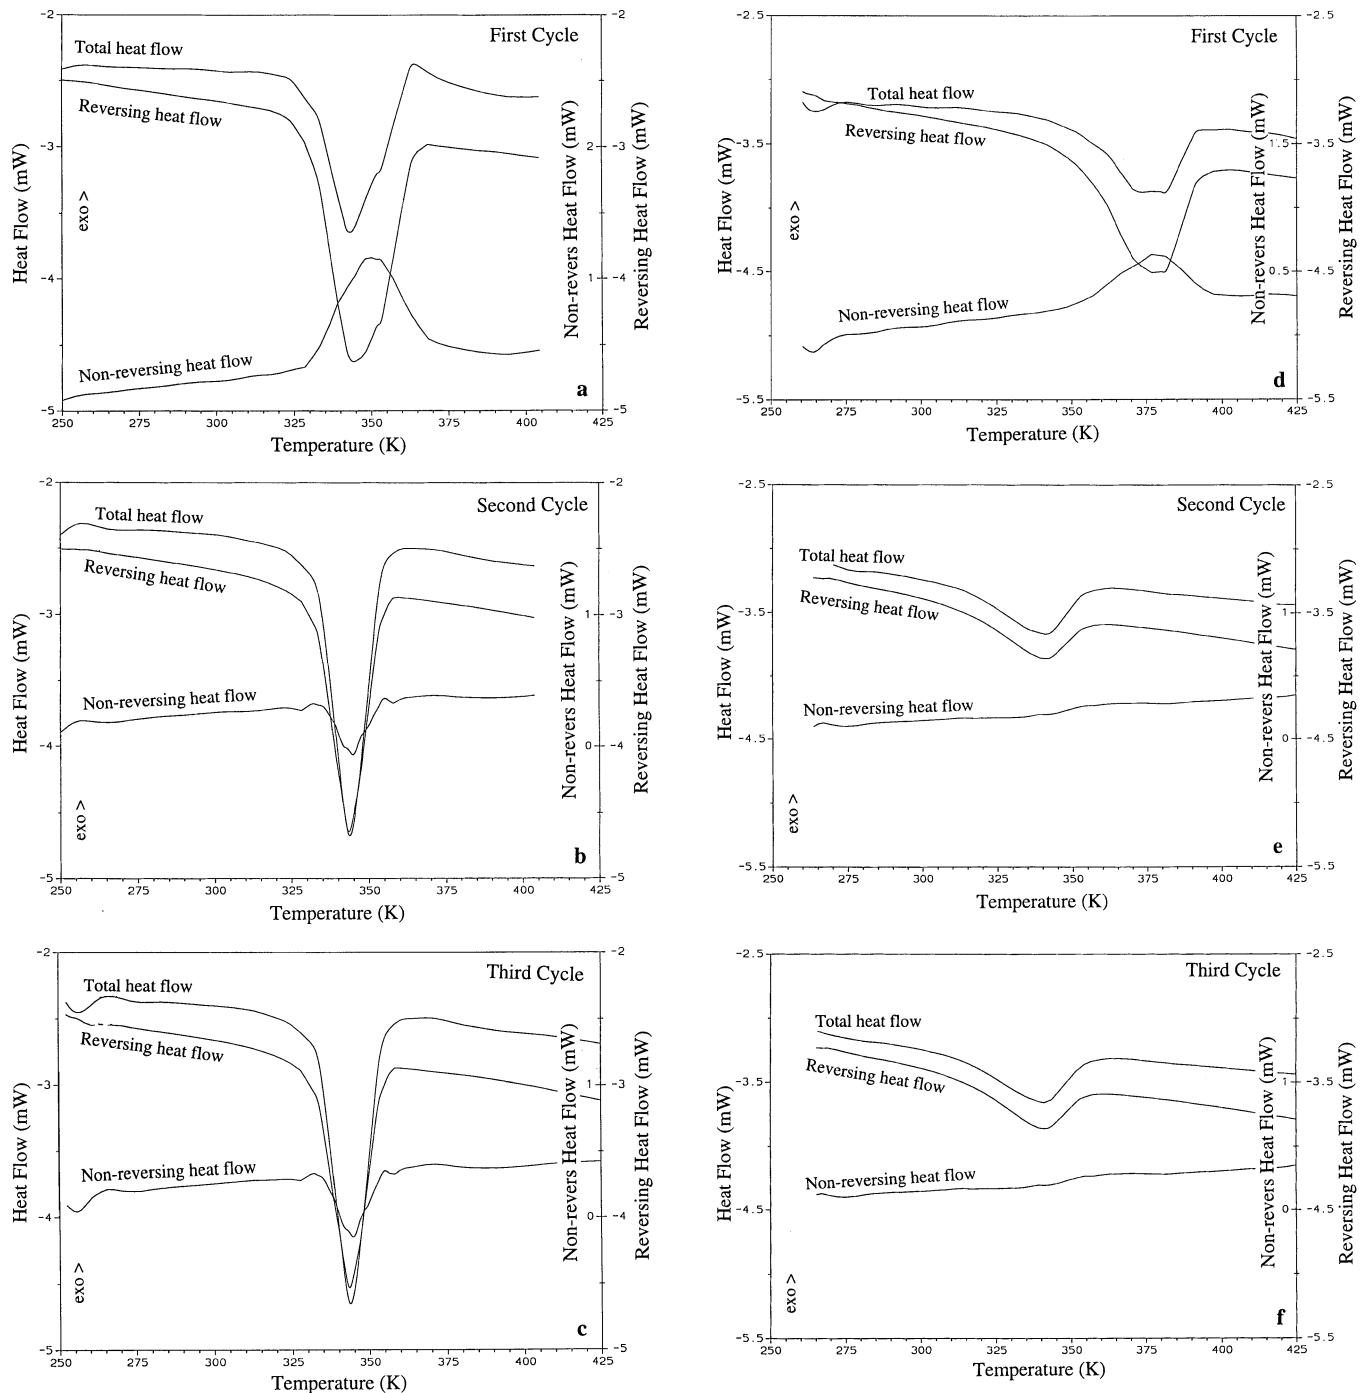 First Cycle
Total heat flow
Reversing heat flow
Non-reversing heat flow
Heat Flow (mW)
exo >
Non-revers Heat Flow (mW)
Reversing Heat Flow (mW)
-2
-3
-4
-5
2
1
-2
-3
-4
-5
250 275 300 325 350 375 400 425
Temperature (K)
a
First Cycle
Total heat flow
Reversing heat flow
Non-reversing heat flow
Heat Flow (mW)
exo >
Non-revers Heat Flow (mW)
Reversing Heat Flow (mW)
-2.5
-3.5
-4.5
-5.5
1.5
0.5
-2.5
-3.5
-4.5
-5.5
250 275 300 325 350 375 400 425
Temperature (K)
d
Second Cycle
Total heat flow
Reversing heat flow
Non-reversing heat flow
Heat Flow (mW)
exo >
Non-revers Heat Flow (mW)
Reversing Heat Flow (mW)
-2
-3
-4
-5
1
0
-2
-3
-4
-5
250 275 300 325 350 375 400 425
Temperature (K)
b
Second Cycle
Total heat flow
Reversing heat flow
Non-reversing heat flow
Heat Flow (mW)
exo >
Non-revers Heat Flow (mW)
Reversing Heat Flow (mW)
-2.5
-3.5
-4.5
-5.5
1
0
-2.5
-3.5
-4.5
-5.5
250 275 300 325 350 375 400 425
Temperature (K)
e
Third Cycle
Total heat flow
Reversing heat flow
Non-reversing heat flow
Heat Flow (mW)
exo >
Non-revers Heat Flow (mW)
Reversing Heat Flow (mW)
-2
-3
-4
-5
1
0
-2
-3
-4
-5
250 275 300 325 350 375 400 425
Temperature (K)
c
Third Cycle
Total heat flow
Reversing heat flow
Non-reversing heat flow
Heat Flow (mW)
exo >
Non-revers Heat Flow (mW)
Reversing Heat Flow (mW)
-2.5
-3.5
-4.5
-5.5
1
0
-2.5
-3.5
-4.5
-5.5
250 275 300 325 350 375 400 425
Temperature (K)
f